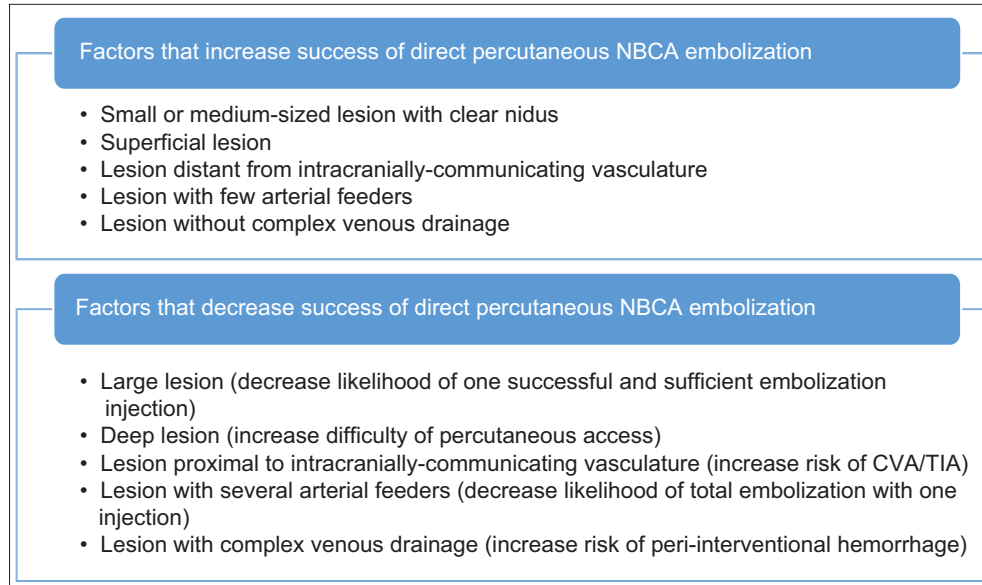 Factors that increase success of direct percutaneous NBCA embolization
• Small or medium-sized lesion with clear nidus
• Superficial lesion
• Lesion distant from intracranially-communicating vasculature
• Lesion with few arterial feeders
• Lesion without complex venous drainage
Factors that decrease success of direct percutaneous NBCA embolization
• Large lesion (decrease likelihood of one successful and sufficient embolization
injection)
• Deep lesion (increase difficulty of percutaneous access)
• Lesion proximal to intracranially-communicating vasculature (increase risk of CVA/TIA)
• Lesion with several arterial feeders (decrease likelihood of total embolization with one
injection)
• Lesion with complex venous drainage (increase risk of peri-interventional hemorrhage)